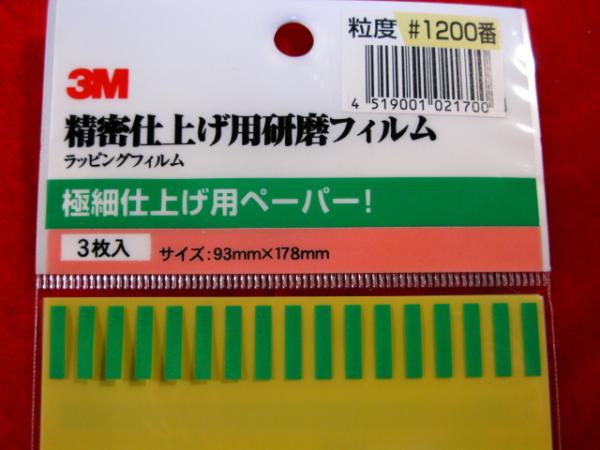 粒度 #1200番
4 519001 021700
3M
精密仕上げ用研磨フィルム
ラッピングフィルム
極細仕上げ用ペーパー!
3枚入 サイズ:93mm×178mm